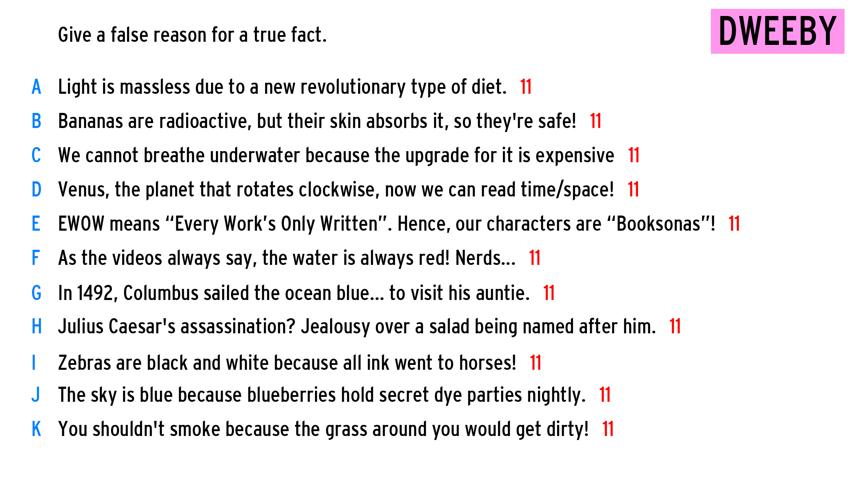 Give a false reason for a true fact.
DWEEBY
A Light is massless due to a new revolutionary type of diet. 11
B Bananas are radioactive, but their skin absorbs it, so they're safe! 11
C We cannot breathe underwater because the upgrade for it is expensive 11
D Venus, the planet that rotates clockwise, now we can read time/space! 11
E EWOW means “Every Work’s Only Written”. Hence, our characters are “Booksonas”! 11
F As the videos always say, the water is always red! Nerds... 11
G In 1492, Columbus sailed the ocean blue... to visit his auntie. 11
H Julius Caesar's assassination? Jealousy over a salad being named after him. 11
I Zebras are black and white because all ink went to horses! 11
J The sky is blue because blueberries hold secret dye parties nightly. 11
K You shouldn't smoke because the grass around you would get dirty! 11